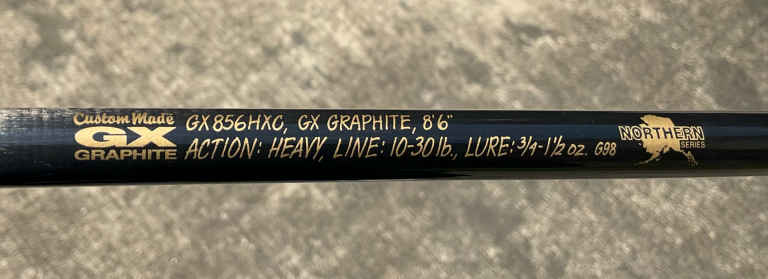 Custom Made
GX
GRAPHITE
GX856HXC, GX GRAPHITE, 8'6"
ACTION: HEAVY, LINE: 10-30lb., LURE: 3/4-1 1/2 oz. G98
NORTHERN
SERIES